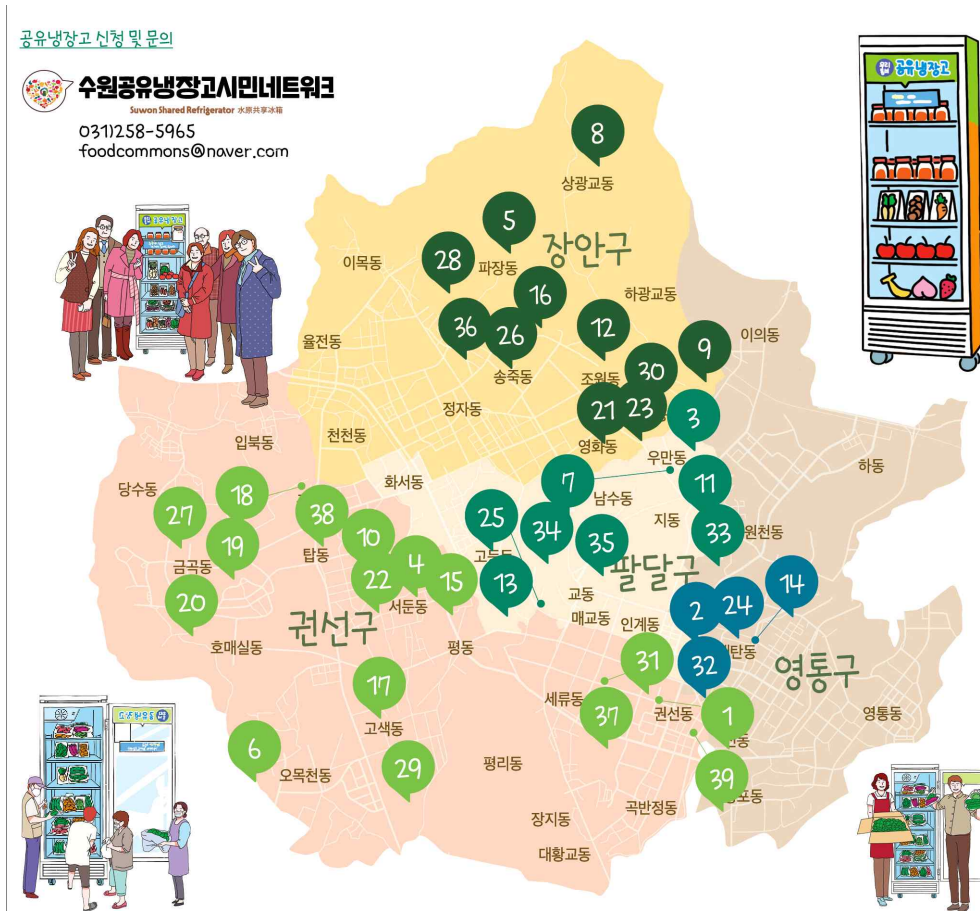 공유냉장고 신청 및 문의
수원공유냉장고시민네트워크
Suwon Shared Refrigerator 水原共享冰箱
031)258-5965
foodcommons@naver.com
공유냉장고
8
상광교동
5
장안구
28
이목동
파장동
16
하광교동
36
26
12
9
이의동
율전동
송죽동
조원동
30
정자동
21
23
3
입북동
천천동
영화동
우만동
하동
당수동
18
화서동
7
남수동
11
27
38
25
34
지동
19
탑동
10
35
33
원천동
금곡동
4
22
15
13
팔달구
20
서둔동
교동
2
24
14
권선구
매교동
인계동
호매실동
평동
31
32
영통구
17
세류동
37
권선동
1
영통동
고색동
6
오목천동
29
평리동
39
장지동
곡반정동
대황교동